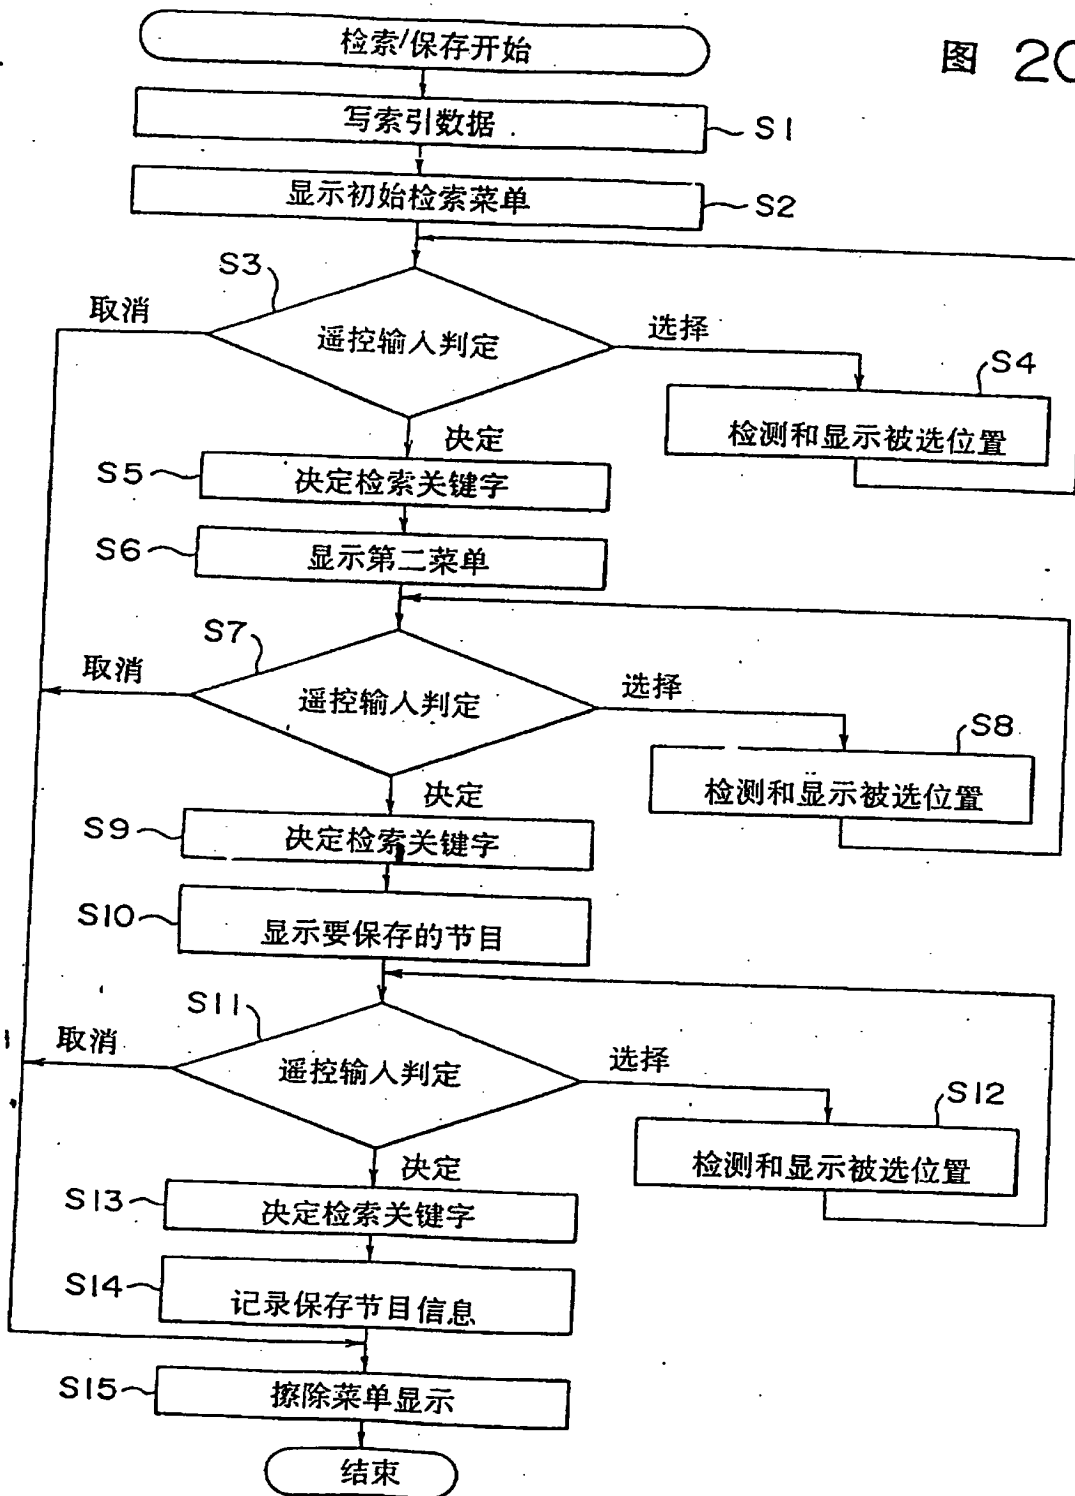 检索/保存开始
图 20
写索引数据
S1
显示初始检索菜单
S2
S3
取消
遥控输入判定
选择
S4
检测和显示被选位置
决定
S5
决定检索关键字
S6
显示第二菜单
S7
取消
遥控输入判定
选择
S8
检测和显示被选位置
决定
S9
决定检索关键字
S10
显示要保存的节目
S11
取消
遥控输入判定
选择
S12
检测和显示被选位置
决定
S13
决定检索关键字
S14
记录保存节目信息
S15
擦除菜单显示
结束